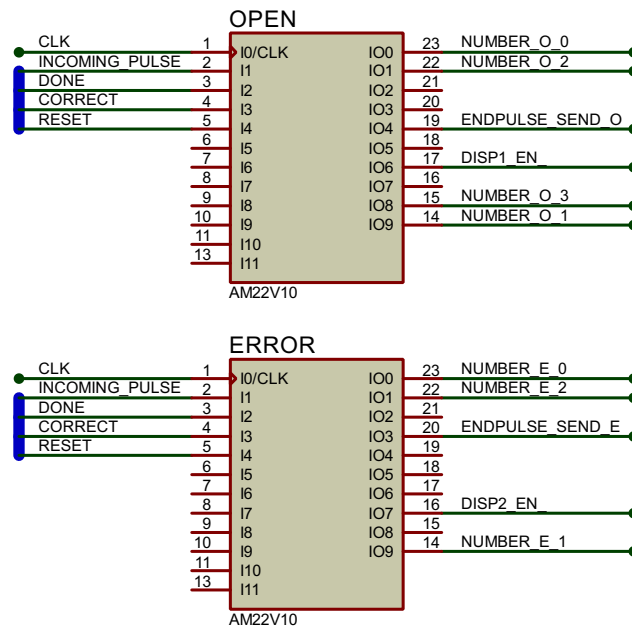 OPEN
CLK 1 I0/CLK IO0 23 NUMBER_O_0
INCOMING_PULSE 2 I1 IO1 22 NUMBER_O_2
DONE 3 I2 IO2 21
CORRECT 4 I3 IO3 20
RESET 5 I4 IO4 19 ENDPULSE_SEND_O
6 I5 IO5 18
7 I6 IO6 17 DISP1_EN_
8 I7 IO7 16
9 I8 IO8 15 NUMBER_O_3
10 I9 IO9 14 NUMBER_O_1
11 I10
13 I11
AM22V10
ERROR
CLK 1 I0/CLK IO0 23 NUMBER_E_0
INCOMING_PULSE 2 I1 IO1 22 NUMBER_E_2
DONE 3 I2 IO2 21
CORRECT 4 I3 IO3 20 ENDPULSE_SEND_E
RESET 5 I4 IO4 19
6 I5 IO5 18
7 I6 IO6 17
8 I7 IO7 16 DISP2_EN_
9 I8 IO8 15
10 I9 IO9 14 NUMBER_E_1
11 I10
13 I11
AM22V10